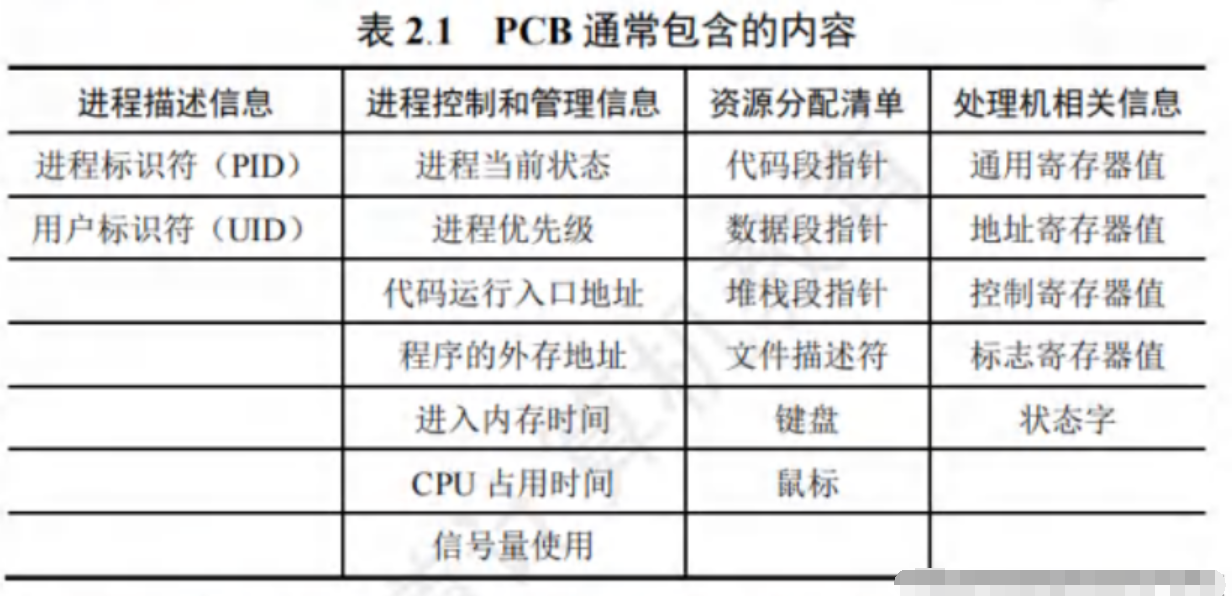 表 2.1 PCB 通常包含的内容
进程描述信息 进程控制和管理信息 资源分配清单 处理机相关信息
进程标识符（PID） 进程当前状态 代码段指针 通用寄存器值
用户标识符（UID） 进程优先级 数据段指针 地址寄存器值
代码运行入口地址 堆栈段指针 控制寄存器值
程序的外存地址 文件描述符 标志寄存器值
进入内存时间 键盘 状态字
CPU 占用时间 鼠标
信号量使用